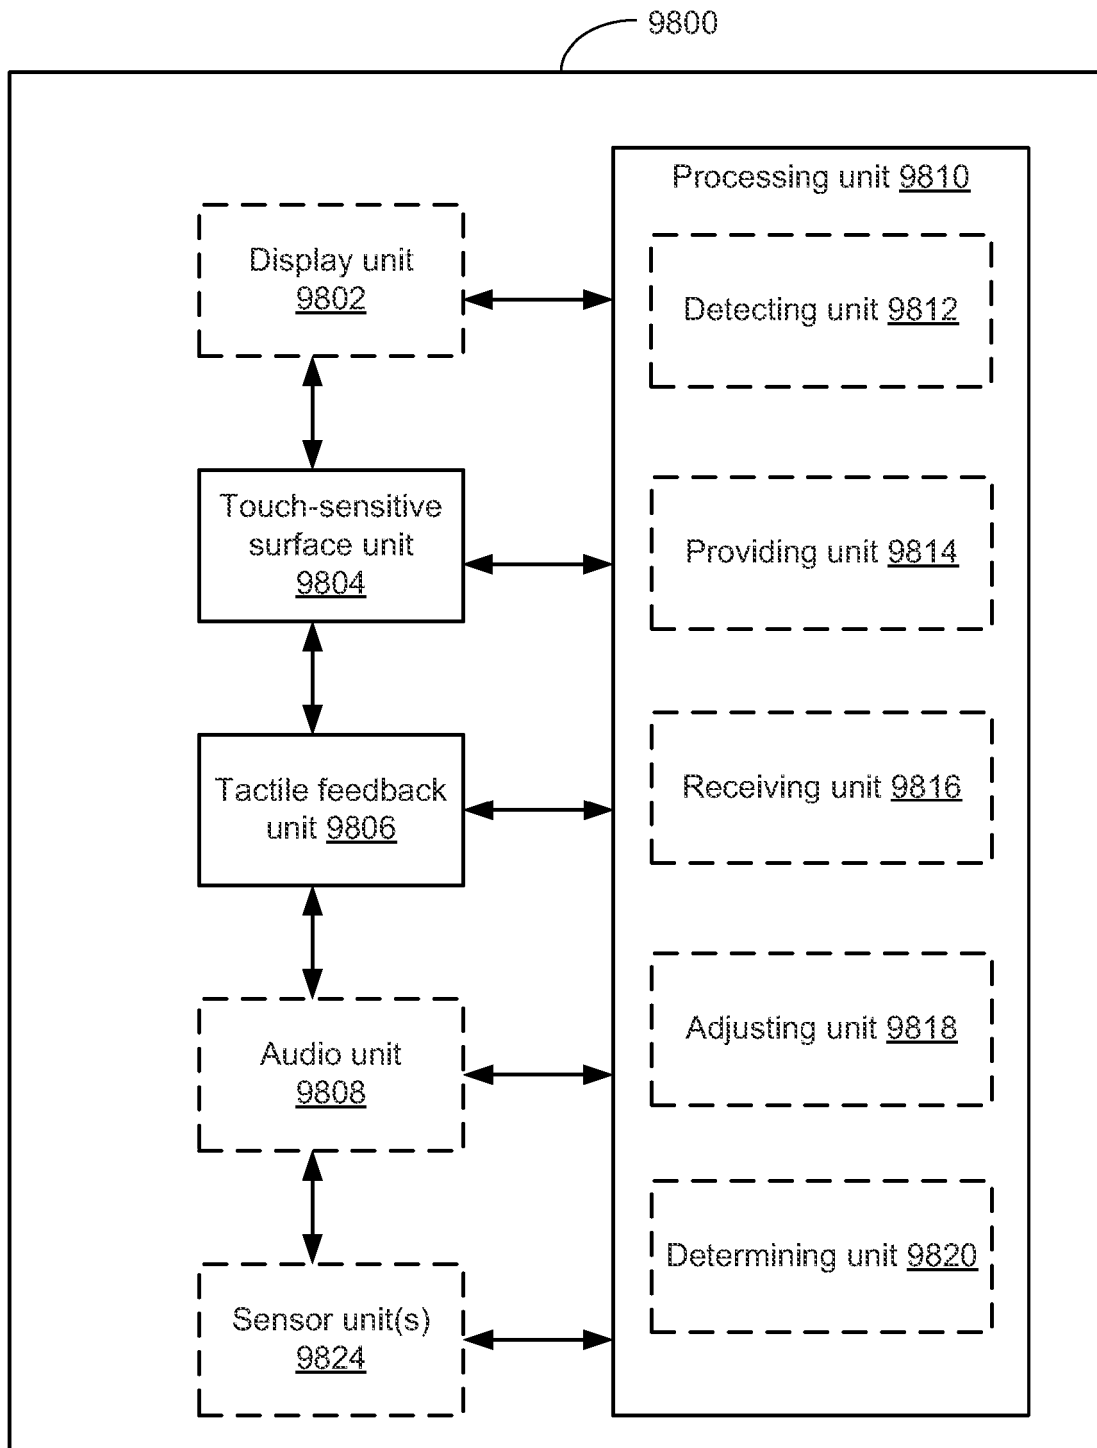 9800
Processing unit 9810
Display unit
9802
Detecting unit 9812
Touch-sensitive
surface unit
9804
Providing unit 9814
Tactile feedback
unit 9806
Receiving unit 9816
Audio unit
9808
Adjusting unit 9818
Sensor unit(s)
9824
Determining unit 9820